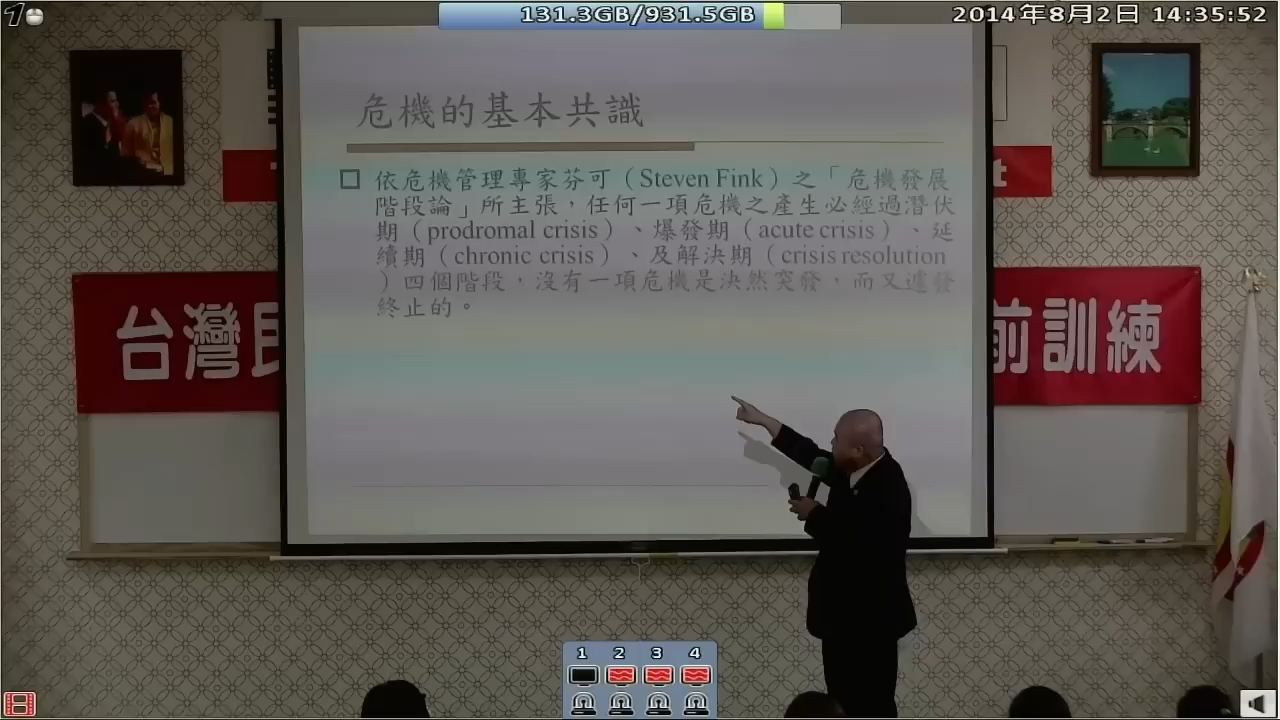 131.3GB/931.5GB
2014年8月2日 14:35:52
危機的基本共識
依危機管理專家芬可（Steven Fink）之「危機發展
階段論」所主張，任何一項危機之產生必經過潛伏
期（prodromal crisis）、爆發期（acute crisis）、延
續期（chronic crisis）、及解決期（crisis resolution
）四個階段，沒有一項危機是決然突發，而又遽發
終止的。
t
台灣民
前訓練
1 2 3 4